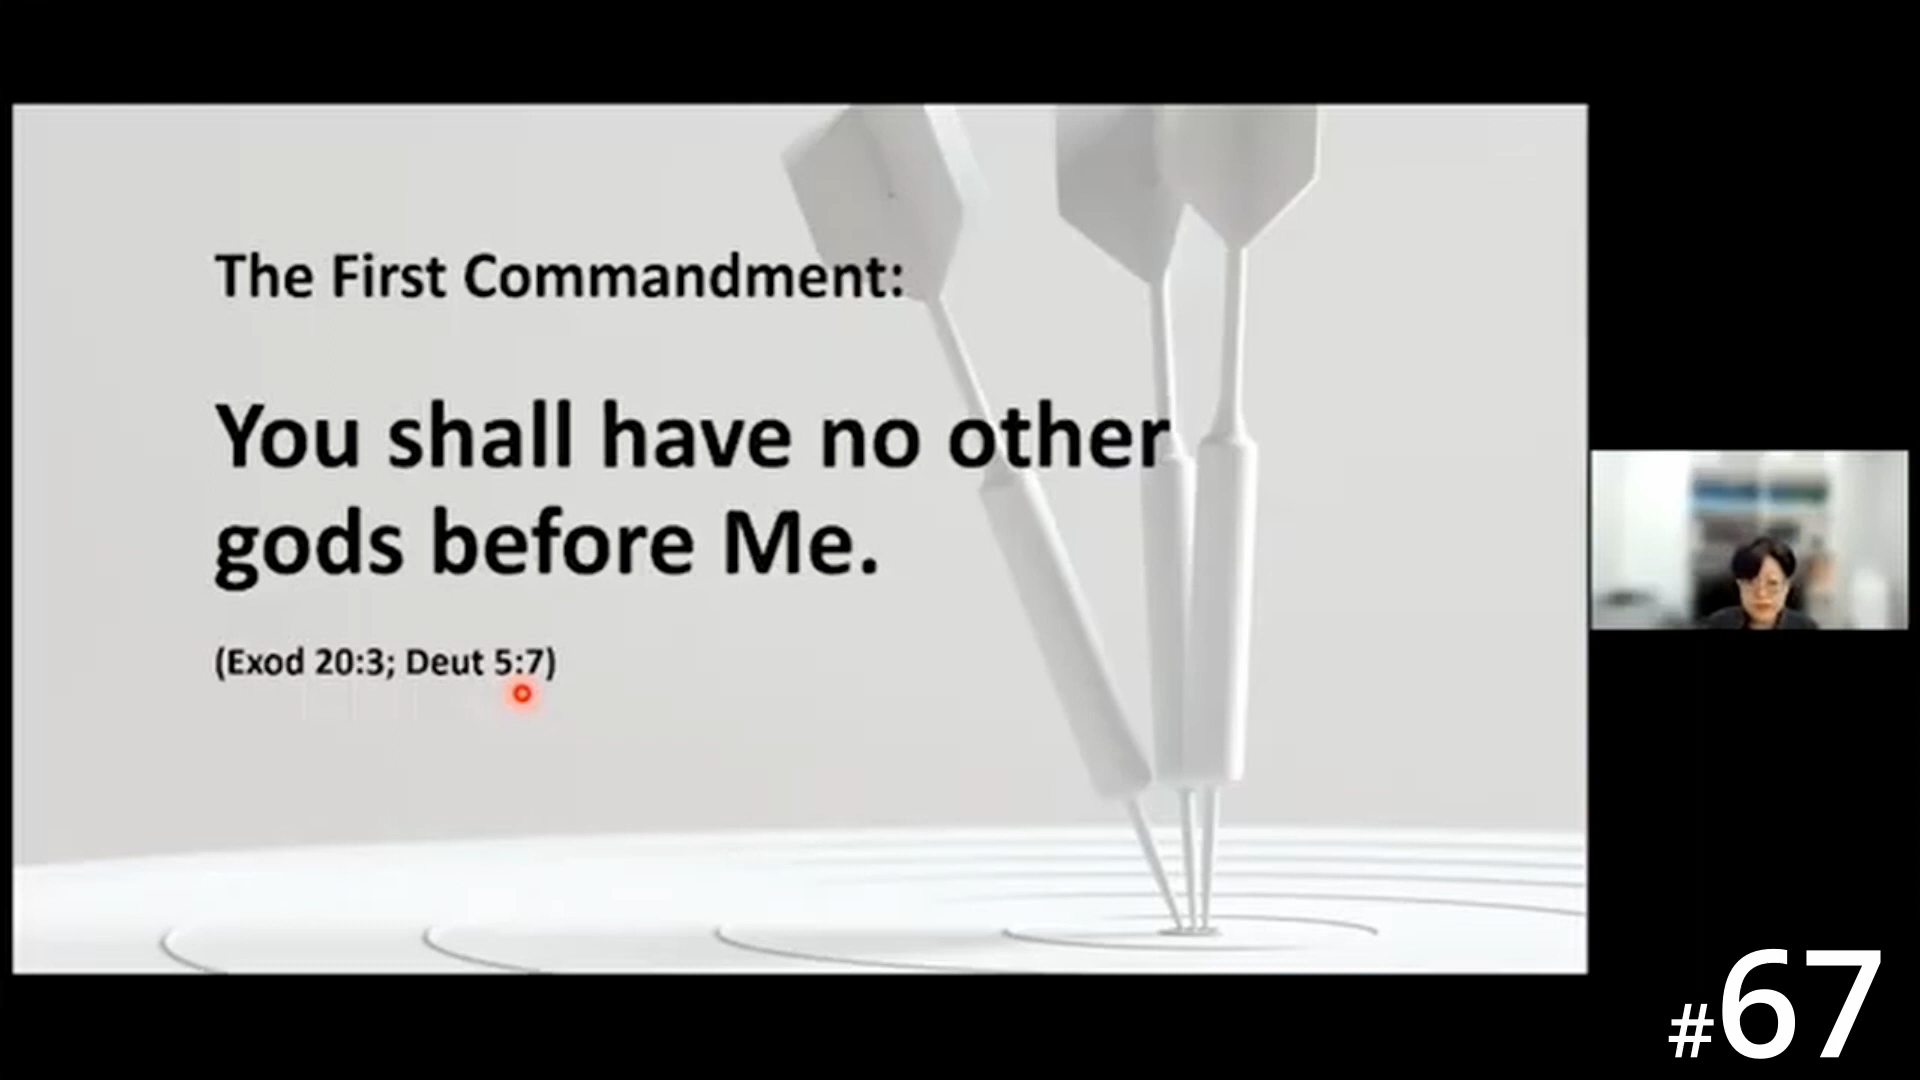 The First Commandment:
You shall have no other
gods before Me.
(Exod 20:3; Deut 5:7)
#67